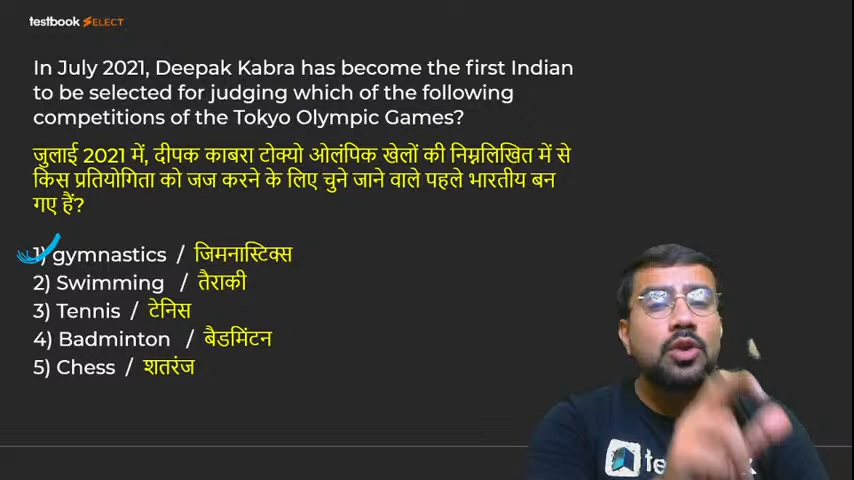 testbook SELECT
In July 2021, Deepak Kabra has become the first Indian
to be selected for judging which of the following
competitions of the Tokyo Olympic Games?
जुलाई 2021 में, दीपक काबरा टोक्यो ओलंपिक खेलों की निम्नलिखित में से
किस प्रतियोगिता को जज करने के लिए चुने जाने वाले पहले भारतीय बन
गए हैं?
1) gymnastics / जिमनास्टिक्स
2) Swimming / तैराकी
3) Tennis / टेनिस
4) Badminton / बैडमिंटन
5) Chess / शतरंज